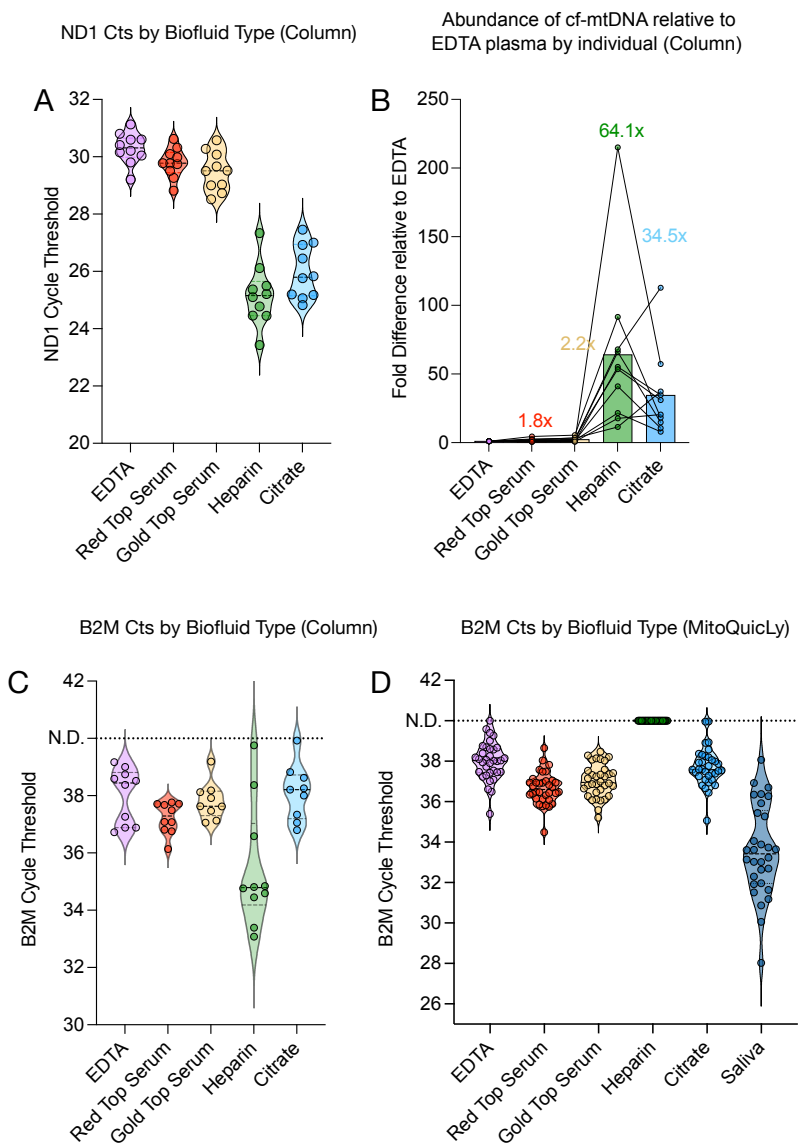 ND1 Cts by Biofluid Type (Column)
Abundance of cf-mtDNA relative to
EDTA plasma by individual (Column)
A
ND1 Cycle Threshold
32
30
28
26
24
22
20
EDTA
Red Top Serum
Gold Top Serum
Heparin
Citrate
B
Fold Difference relative to EDTA
250
200
150
100
50
0
64.1x
34.5x
2.2x
1.8x
EDTA
Red Top Serum
Gold Top Serum
Heparin
Citrate
B2M Cts by Biofluid Type (Column)
B2M Cts by Biofluid Type (MitoQuicLy)
C
B2M Cycle Threshold
42
N.D.
38
36
34
32
30
EDTA
Red Top Serum
Gold Top Serum
Heparin
Citrate
D
B2M Cycle Threshold
42
N.D.
38
36
34
32
30
28
26
EDTA
Red Top Serum
Gold Top Serum
Heparin
Citrate
Saliva